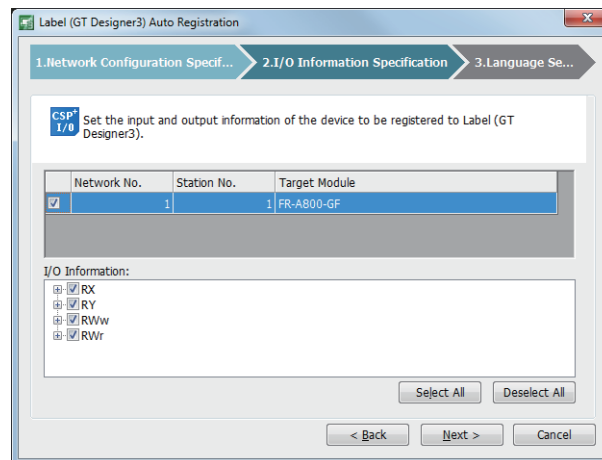 Label (GT Designer3) Auto Registration
1.Network Configuration Specif... 2.I/O Information Specification 3.Language Se...
CSP+
I/O
Set the input and output information of the device to be registered to Label (GT
Designer3).
Network No. Station No. Target Module
1 1 FR-A800-GF
I/O Information:
RX
RY
RWw
RWr
Select All Deselect All
< Back Next > Cancel